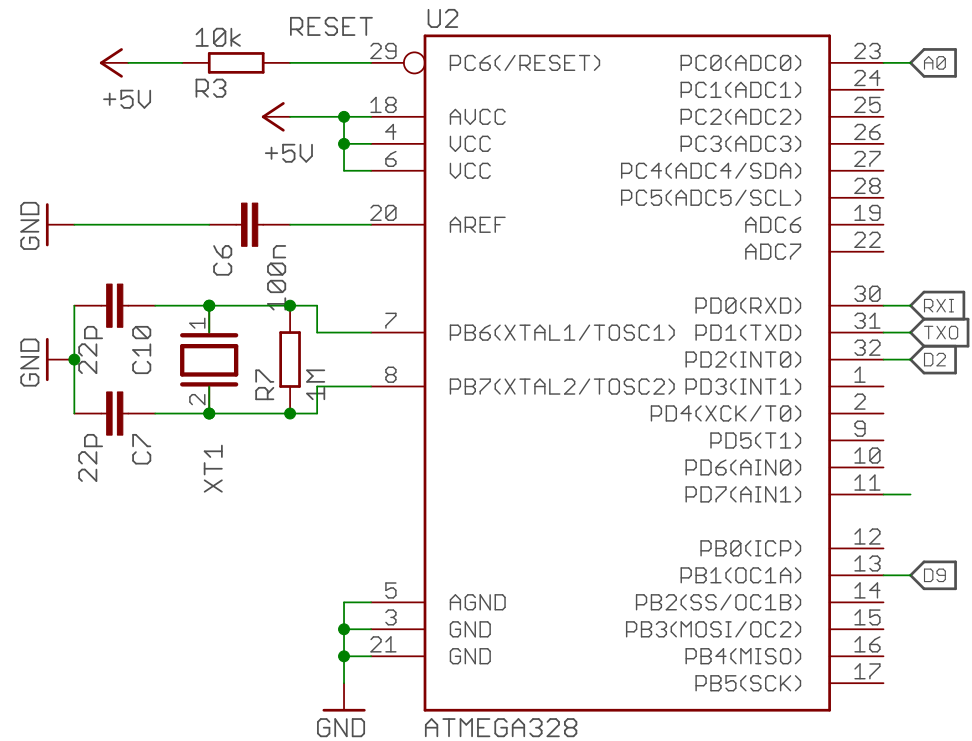 U2
RESET
10k
R3
+5V
29
PC6(/RESET)
PC0(ADC0)
23
A0
PC1(ADC1)
24
+5V
18
AVCC
PC2(ADC2)
25
4
VCC
PC3(ADC3)
26
6
VCC
PC4(ADC4/SDA)
27
PC5(ADC5/SCL)
28
GND
C6
100n
20
AREF
ADC6
19
ADC7
22
PD0(RXD)
30
RXI
GND
22p
C10
1
2
XT1
R7
1M
22p
C7
7
PB6(XTAL1/TOSC1)
PD1(TXD)
31
TXO
PD2(INT0)
32
D2
8
PB7(XTAL2/TOSC2)
PD3(INT1)
1
PD4(XCK/T0)
2
PD5(T1)
9
PD6(AIN0)
10
PD7(AIN1)
11
PB0(ICP)
12
PB1(OC1A)
13
D9
5
AGND
PB2(SS/OC1B)
14
3
GND
PB3(MOSI/OC2)
15
21
GND
PB4(MISO)
16
PB5(SCK)
17
GND
ATMEGA328